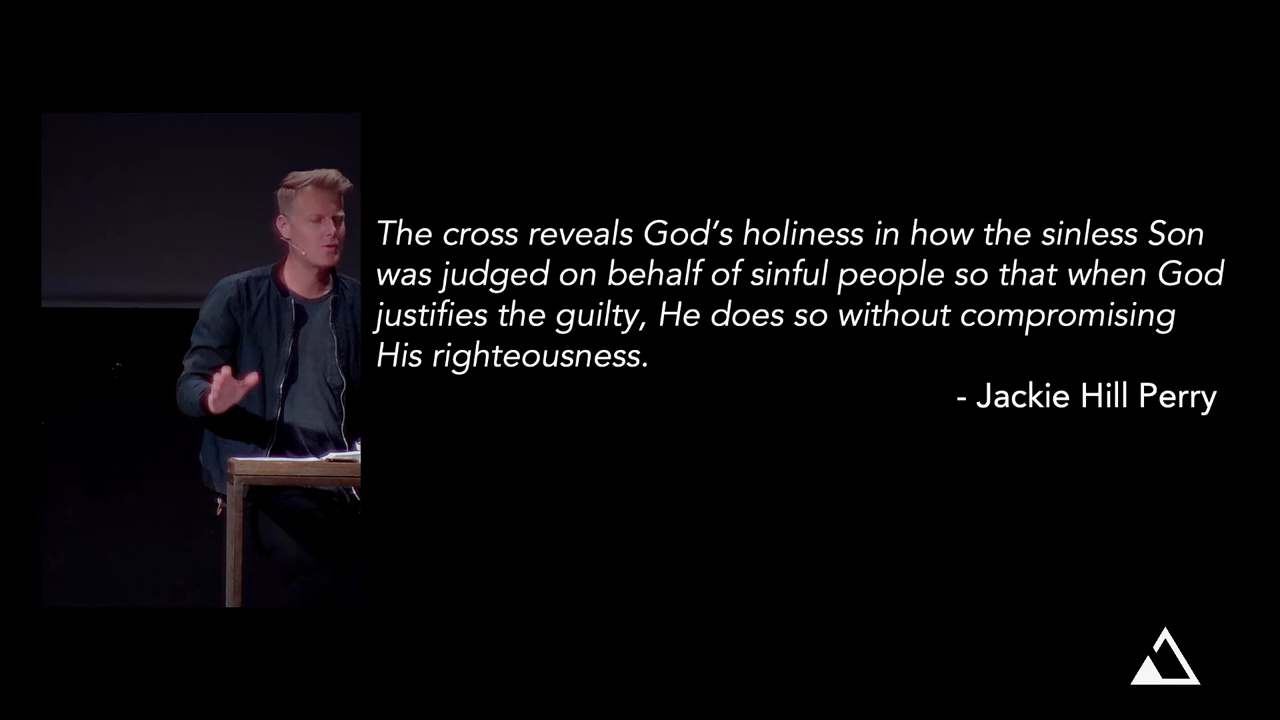 The cross reveals God’s holiness in how the sinless Son
was judged on behalf of sinful people so that when God
justifies the guilty, He does so without compromising
His righteousness.
- Jackie Hill Perry